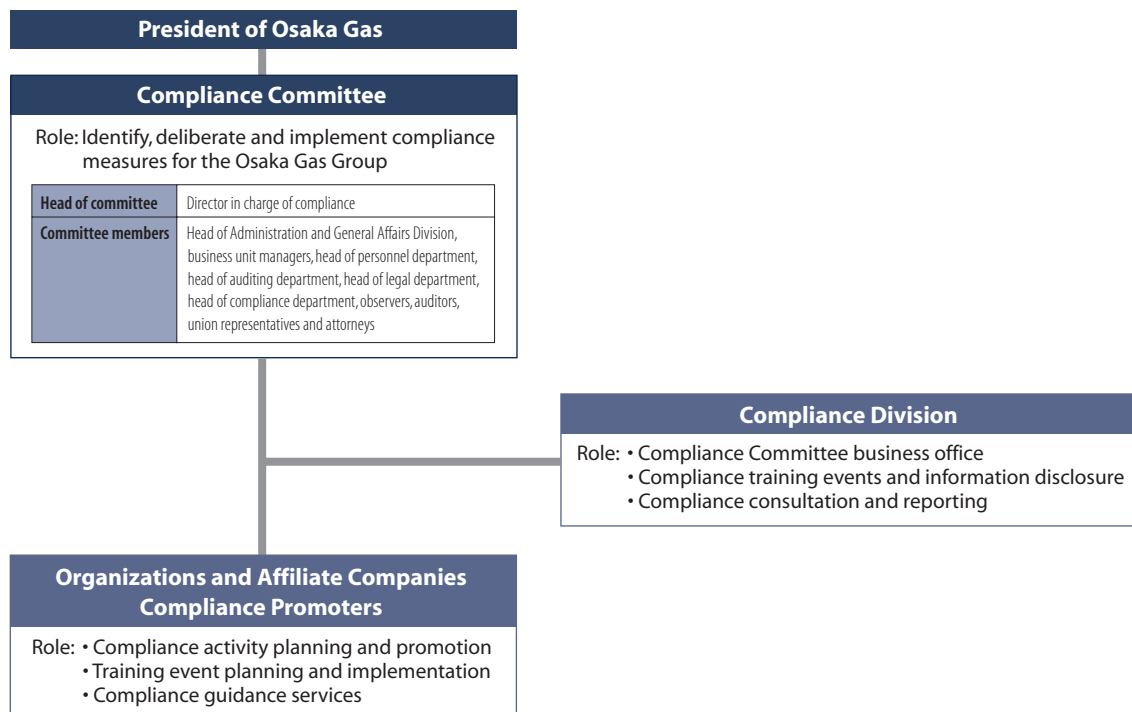 President of Osaka Gas
Compliance Committee
Role: Identify, deliberate and implement compliance
measures for the Osaka Gas Group
Head of committee
Director in charge of compliance
Committee members
Head of Administration and General Affairs Division,
business unit managers, head of personnel department,
head of auditing department, head of legal department,
head of compliance department, observers, auditors,
union representatives and attorneys
Compliance Division
Role: • Compliance Committee business office
• Compliance training events and information disclosure
• Compliance consultation and reporting
Organizations and Affiliate Companies
Compliance Promoters
Role: • Compliance activity planning and promotion
• Training event planning and implementation
• Compliance guidance services